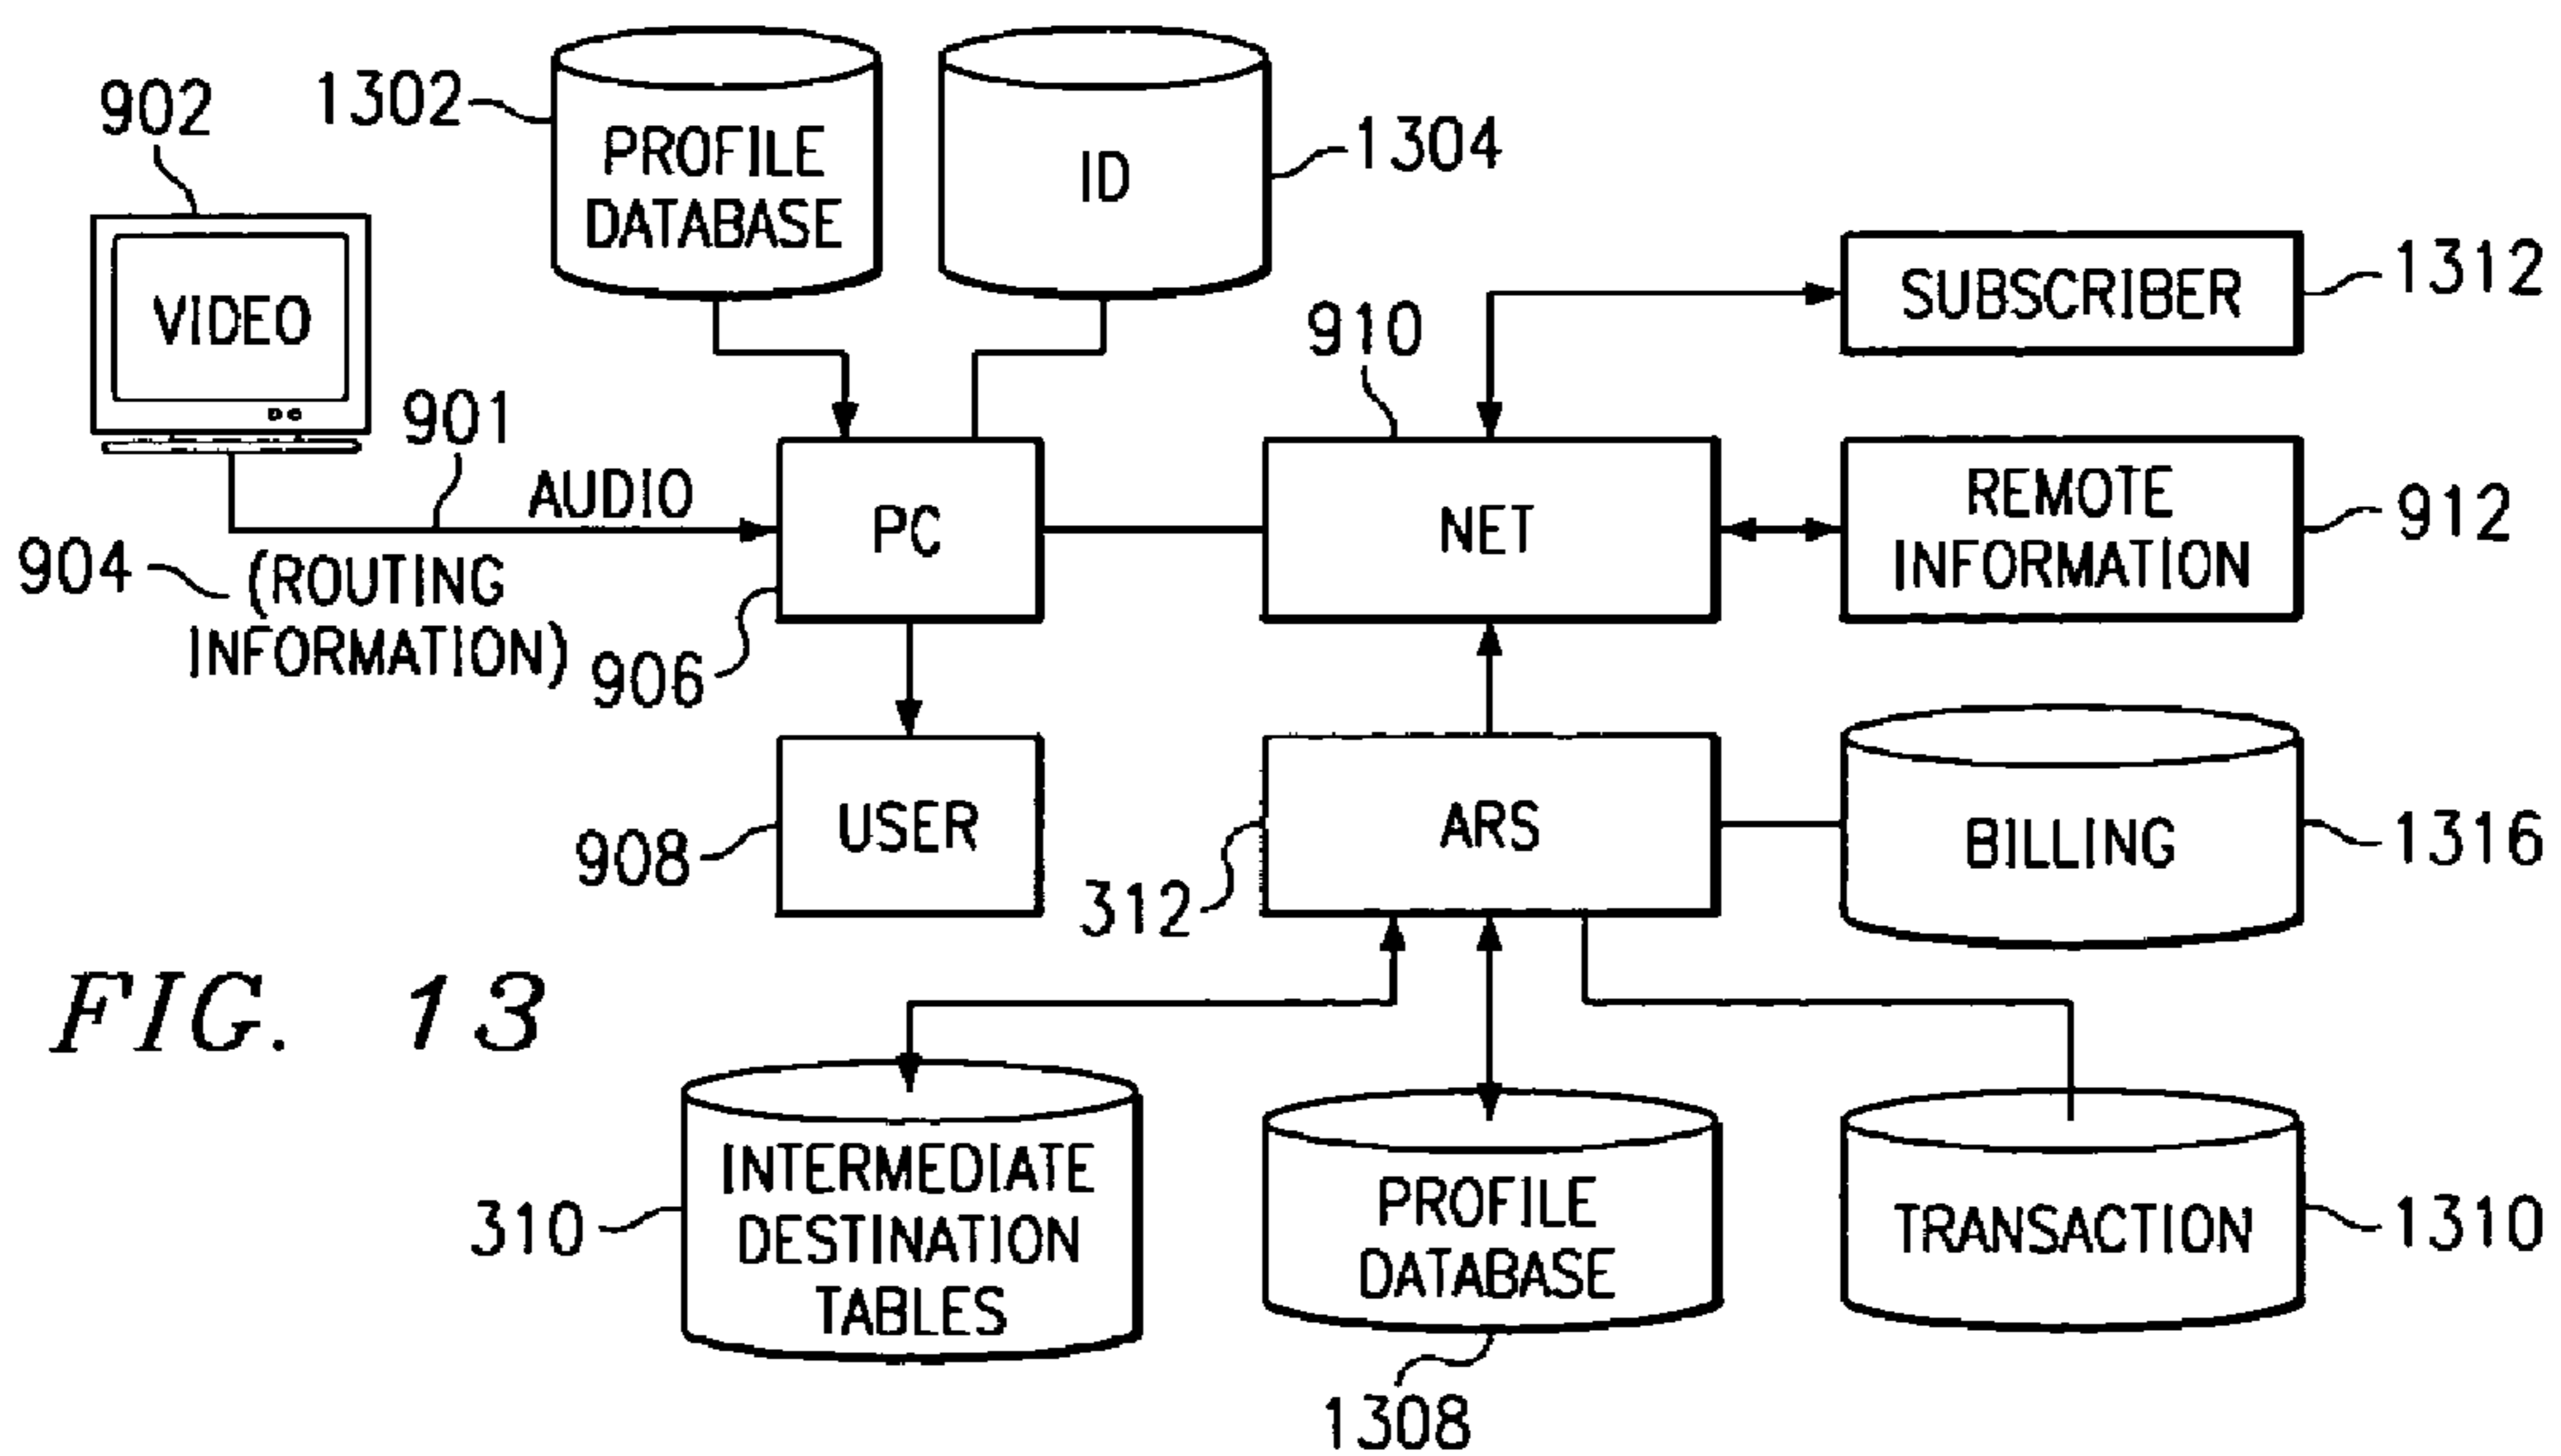 902
1302
PROFILE
DATABASE
ID
1304
VIDEO
SUBSCRIBER
1312
910
901
AUDIO
904
(ROUTING
INFORMATION)
906
PC
NET
REMOTE
INFORMATION
912
USER
908
ARS
312
BILLING
1316
FIG. 13
310
INTERMEDIATE
DESTINATION
TABLES
PROFILE
DATABASE
1308
TRANSACTION
1310